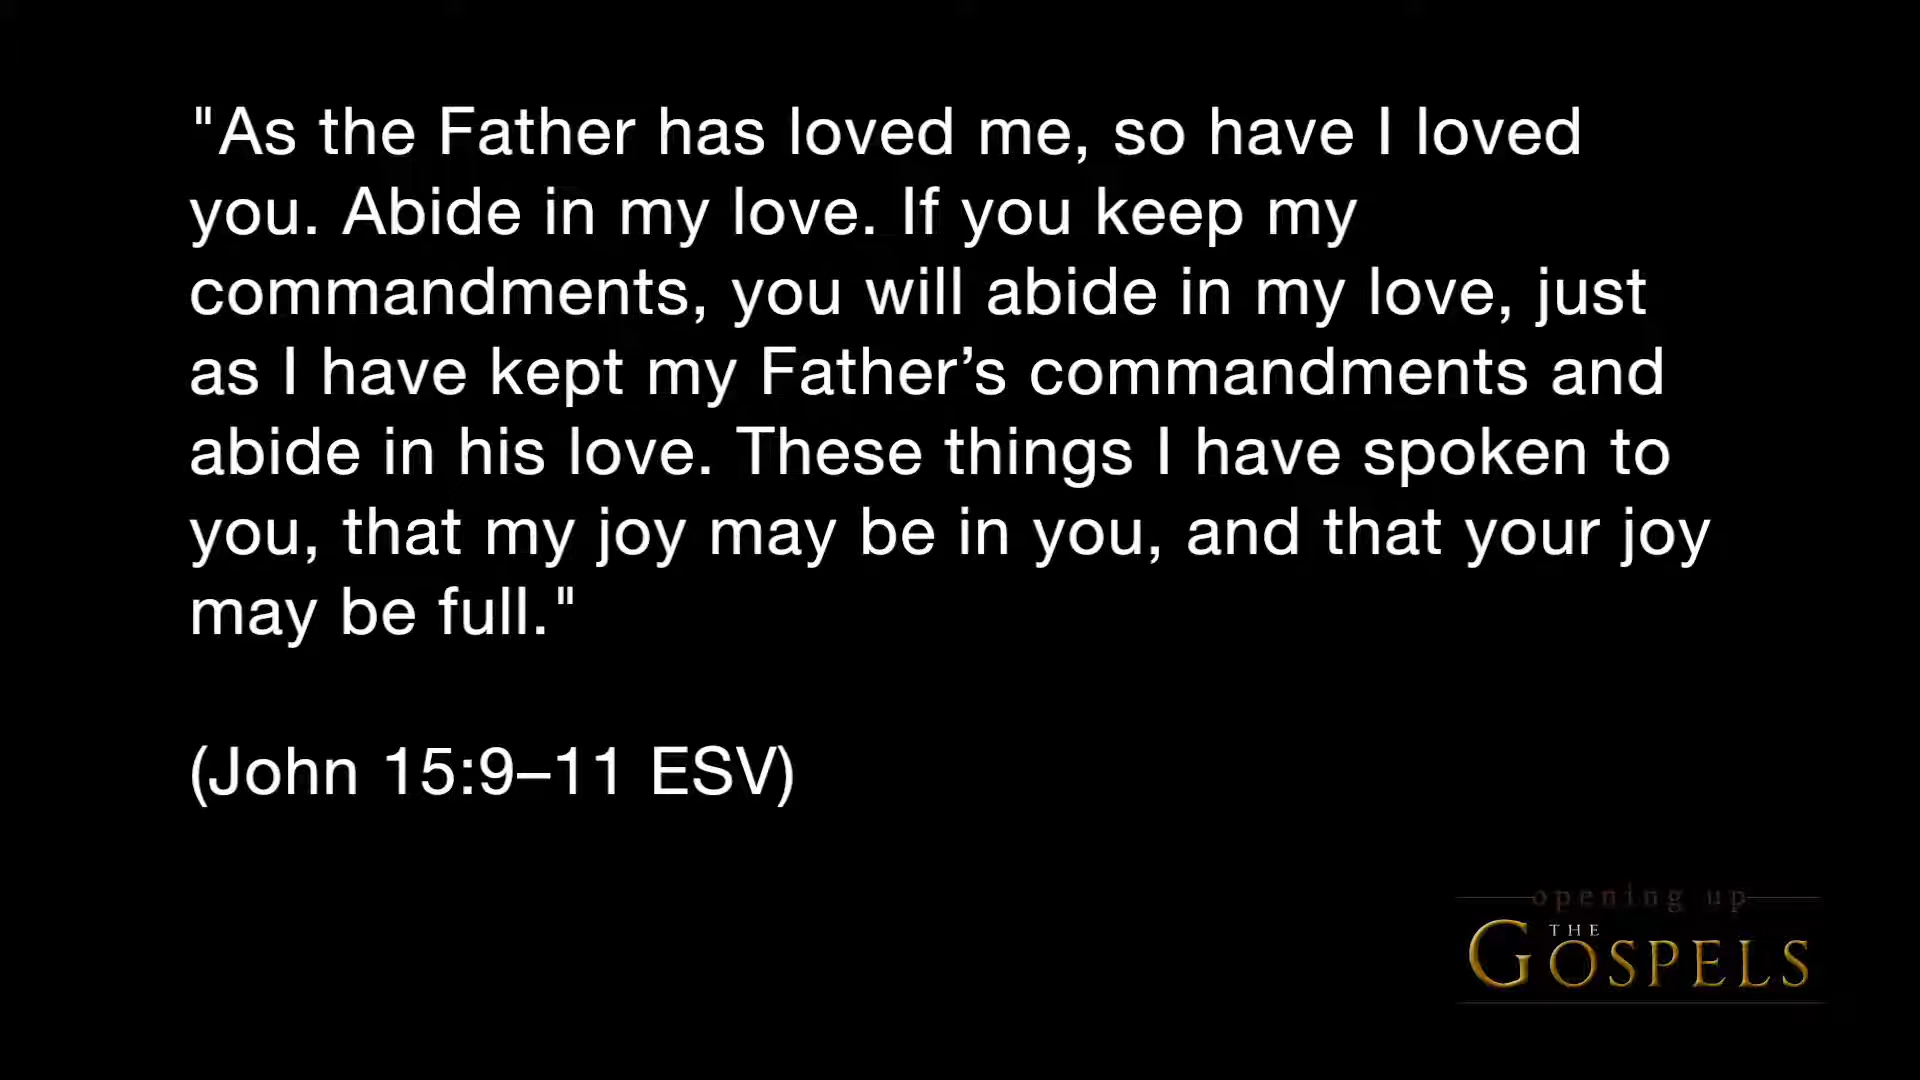 "As the Father has loved me, so have I loved
you. Abide in my love. If you keep my
commandments, you will abide in my love, just
as I have kept my Father’s commandments and
abide in his love. These things I have spoken to
you, that my joy may be in you, and that your joy
may be full."
(John 15:9–11 ESV)
opening up
THE
GOSPELS